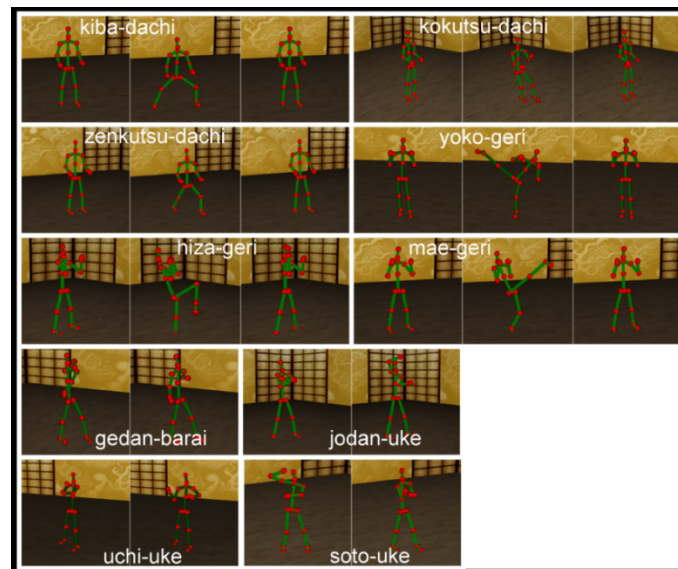 kiba-dachi
kokutsu-dachi
zenkutsu-dachi
yoko-geri
hiza-geri
mae-geri
gedan-barai
jodan-uke
uchi-uke
soto-uke